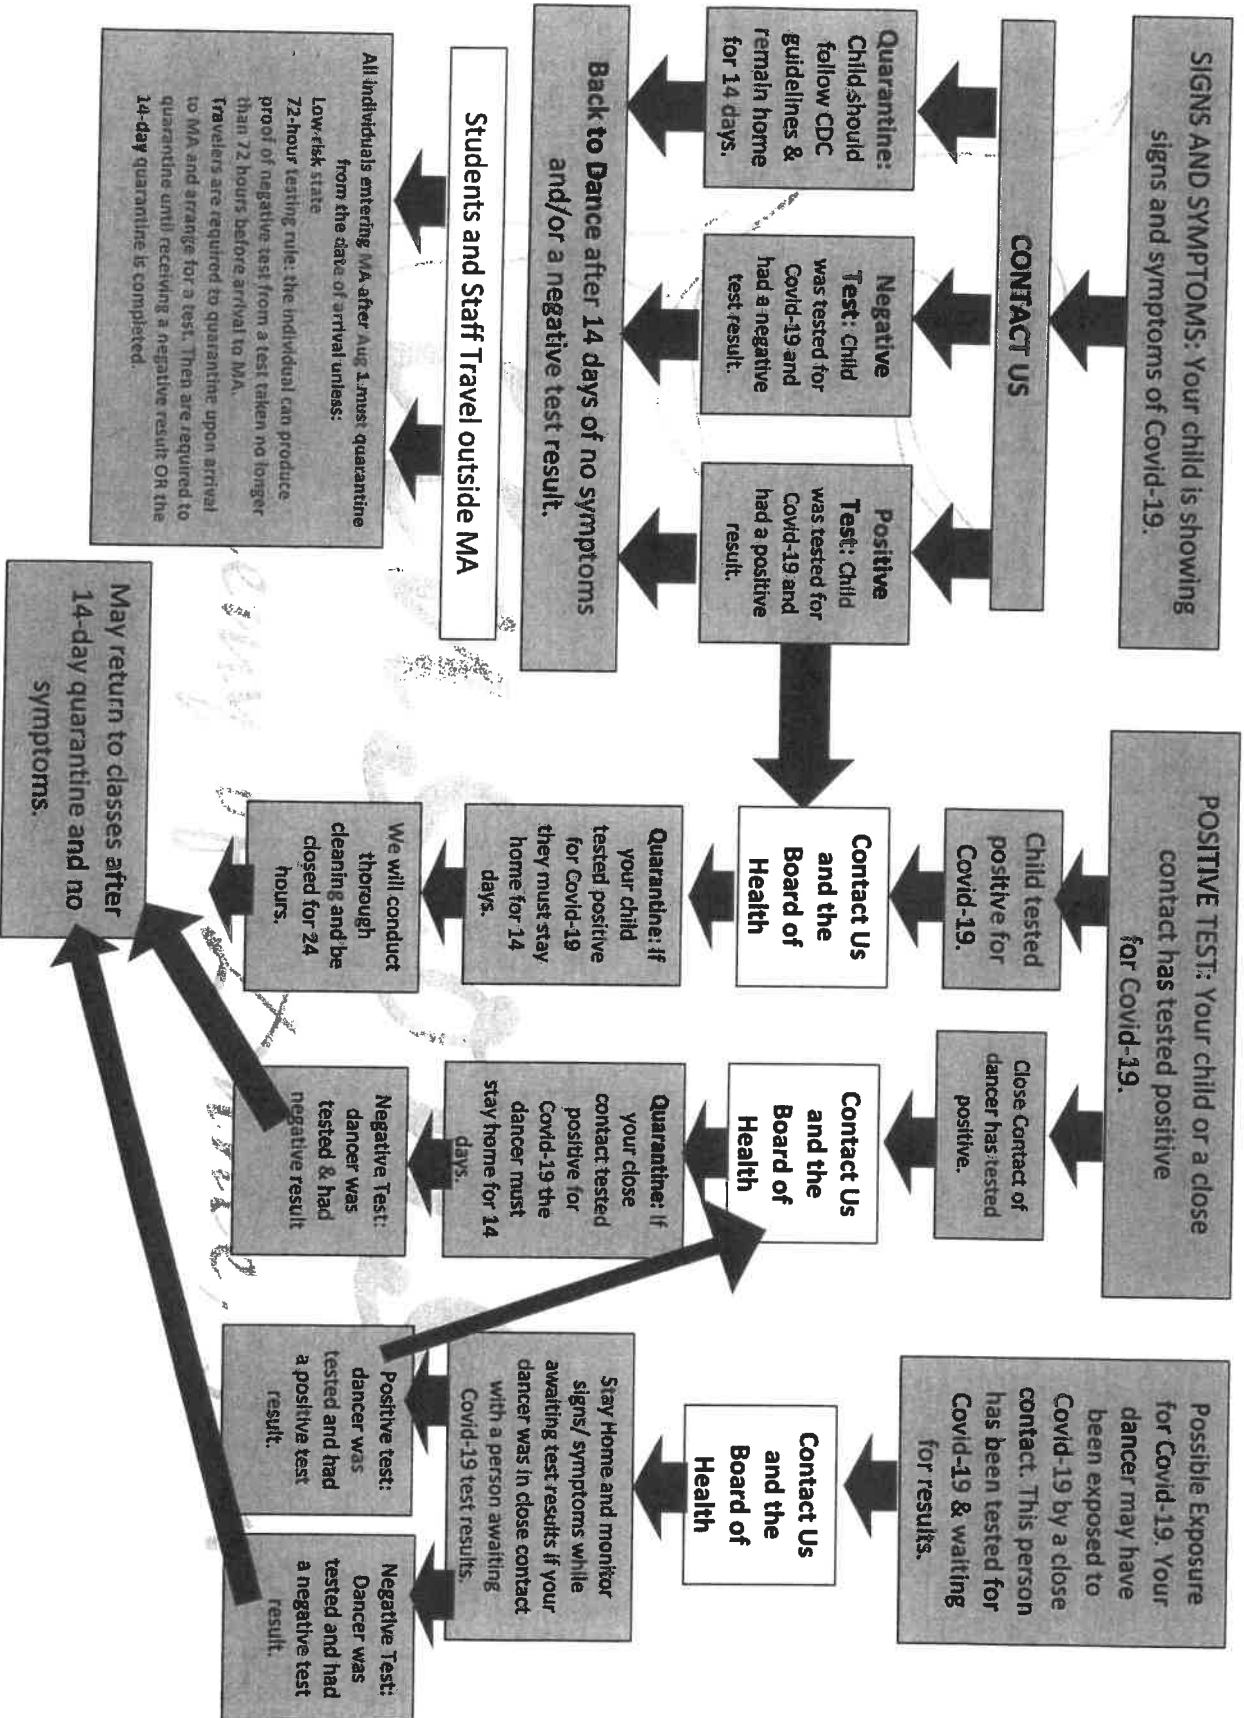 SIGNS AND SYMPTOMS: Your child is showing
signs and symptoms of Covid-19.
CONTACT US
Quarantine:
Child should
follow CDC
guidelines &
remain home
for 14 days.
Negative
Test: Child
was tested for
Covid-19 and
had a negative
test result.
Positive
Test: Child
was tested for
Covid-19 and
had a positive
result.
Back to Dance after 14 days of no symptoms
and/or a negative test result.
Students and Staff Travel outside MA
All individuals entering MA after Aug 1 must quarantine
from the date of arrival unless:
Low-risk state
- 72-hour testing rule: the individual can produce
proof of negative test from a test taken no longer
than 72 hours before arrival to MA.
- Travelers are required to quarantine upon arrival
to MA and arrange for a test. Then are required to
quarantine until receiving a negative result OR the
14-day quarantine is completed.
POSITIVE TEST: Your child or a close
contact has tested positive
for Covid-19.
Child tested
positive for
Covid-19.
Contact Us
and the
Board of
Health
Quarantine: If
your child
tested positive
for Covid-19
they must stay
home for 14
days.
We will conduct
thorough
cleaning and be
closed for 24
hours.
May return to classes after
14-day quarantine and no
symptoms.
Close Contact of
dancer has tested
positive.
Contact Us
and the
Board of
Health
Quarantine: If
your close
contact tested
positive for
Covid-19 the
dancer must
stay home for 14
days.
Negative Test:
dancer was
tested & had
negative result
Possible Exposure
for Covid-19. Your
dancer may have
been exposed to
Covid-19 by a close
contact. This person
has been tested for
Covid-19 & waiting
for results.
Contact Us
and the
Board of
Health
Stay Home and monitor
signs/ symptoms while
awaiting test results if your
dancer was in close contact
with a person awaiting
Covid-19 test results.
Positive test:
dancer was
tested and had
a positive test
result.
Negative Test:
Dancer was
tested and had
a negative test
result.